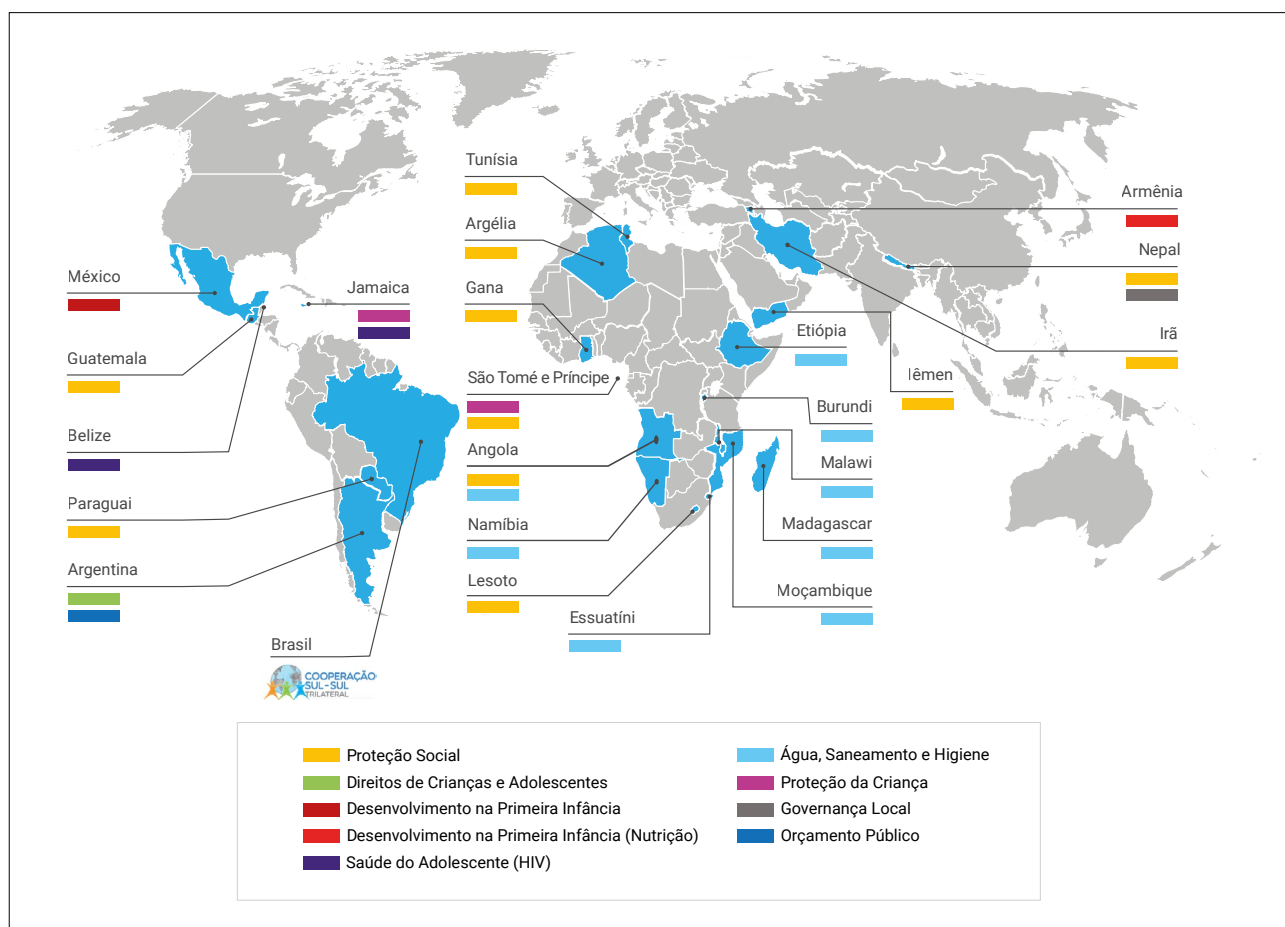 Tunísia
Armênia
Argélia
Nepal
México
Jamaica
Gana
Etiópia
Irã
Guatemala
São Tomé e Príncipe
Iêmen
Burundi
Belize
Angola
Malawi
Paraguai
Namíbia
Madagascar
Argentina
Lesoto
Moçambique
Essuatíni
Brasil
COOPERAÇÃO
SUL-SUL
TRILATERAL
Proteção Social
Direitos de Crianças e Adolescentes
Desenvolvimento na Primeira Infância
Desenvolvimento na Primeira Infância (Nutrição)
Saúde do Adolescente (HIV)
Água, Saneamento e Higiene
Proteção da Criança
Governança Local
Orçamento Público